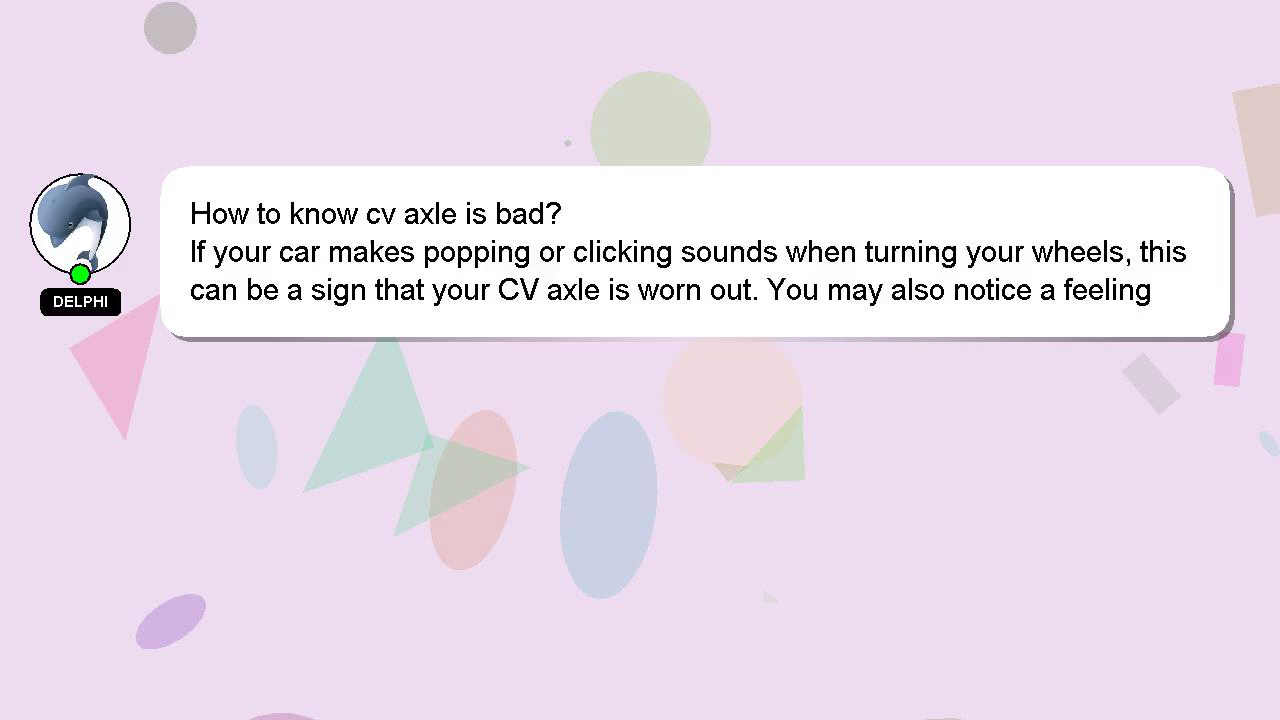 How to know cv axle is bad?
If your car makes popping or clicking sounds when turning your wheels, this
can be a sign that your CV axle is worn out. You may also notice a feeling
DELPHI